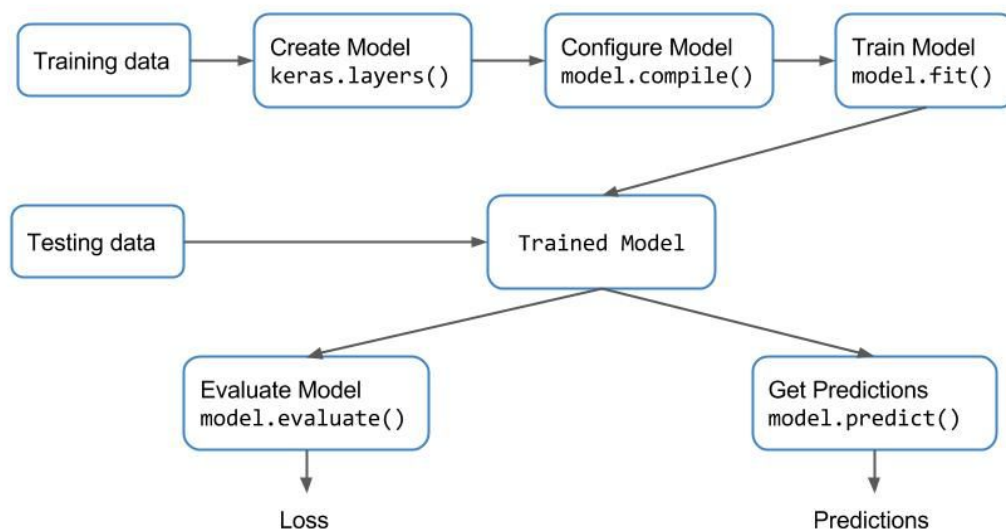 Training data
Create Model
keras.layers()
Configure Model
model.compile()
Train Model
model.fit()
Testing data
Trained Model
Evaluate Model
model.evaluate()
Get Predictions
model.predict()
Loss
Predictions